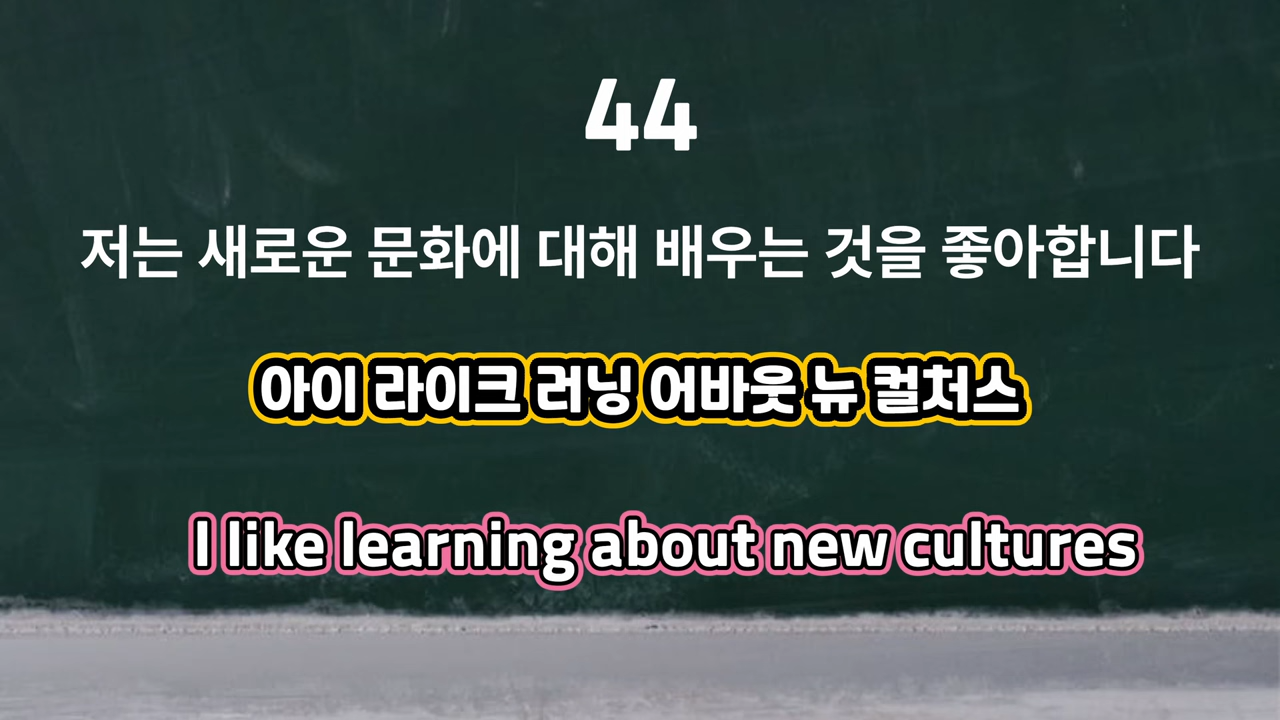 44
저는 새로운 문화에 대해 배우는 것을 좋아합니다
아이 라이크 러닝 어바웃 뉴 컬처스
I like learning about new cultures